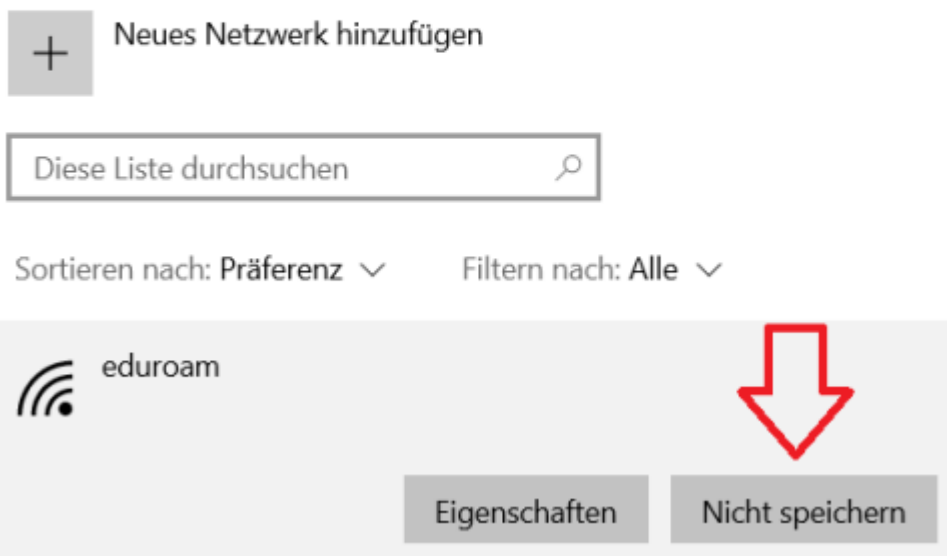 Neues Netzwerk hinzufügen
Diese Liste durchsuchen
Sortieren nach: Präferenz Filtern nach: Alle
eduroam
Eigenschaften Nicht speichern